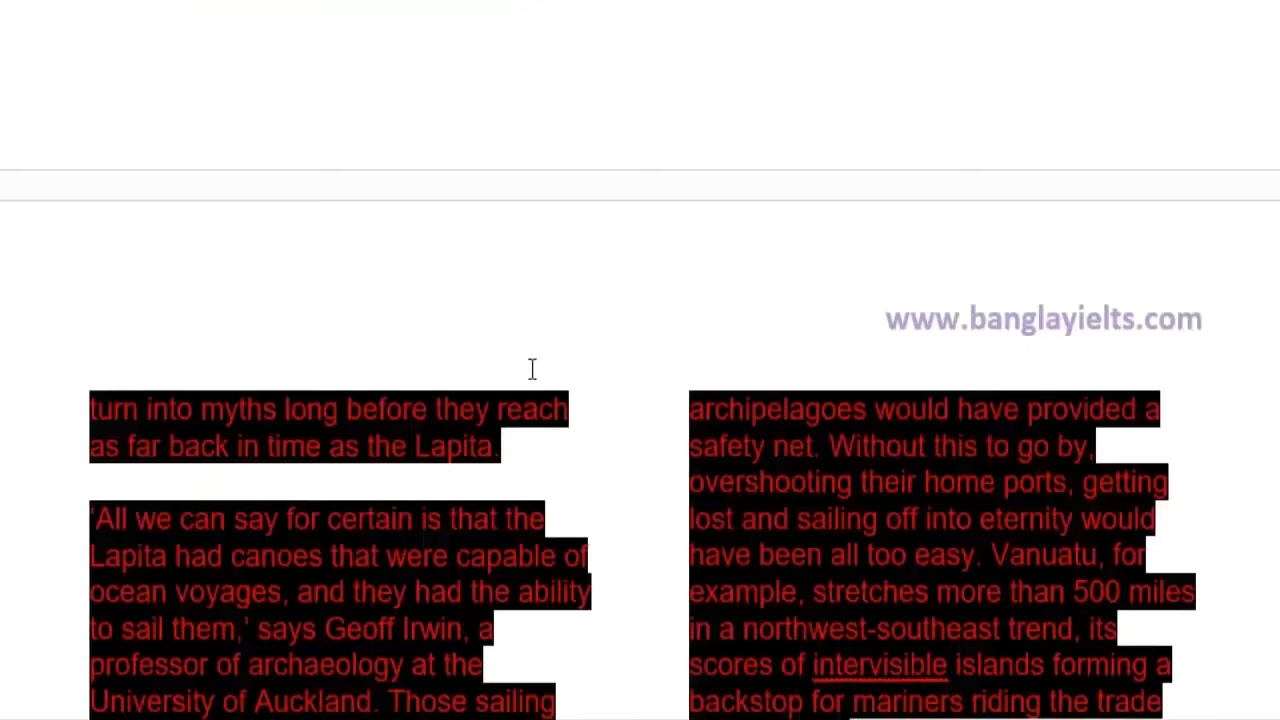 www.banglayielts.com
turn into myths long before they reach
as far back in time as the Lapita.
'All we can say for certain is that the
Lapita had canoes that were capable of
ocean voyages, and they had the ability
to sail them,' says Geoff Irwin, a
professor of archaeology at the
University of Auckland. Those sailing
archipelagoes would have provided a
safety net. Without this to go by,
overshooting their home ports, getting
lost and sailing off into eternity would
have been all too easy. Vanuatu, for
example, stretches more than 500 miles
in a northwest-southeast trend, its
scores of intervisible islands forming a
backstop for mariners riding the trade